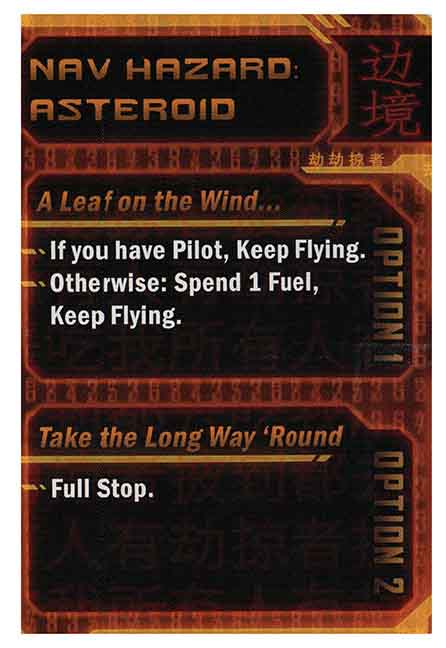 NAV HAZARD:
ASTEROID
边境
劫劫掠者
A Leaf on the Wind...
If you have Pilot, Keep Flying.
Otherwise: Spend 1 Fuel,
Keep Flying.
OPTION 1
Take the Long Way ‘Round
Full Stop.
OPTION 2